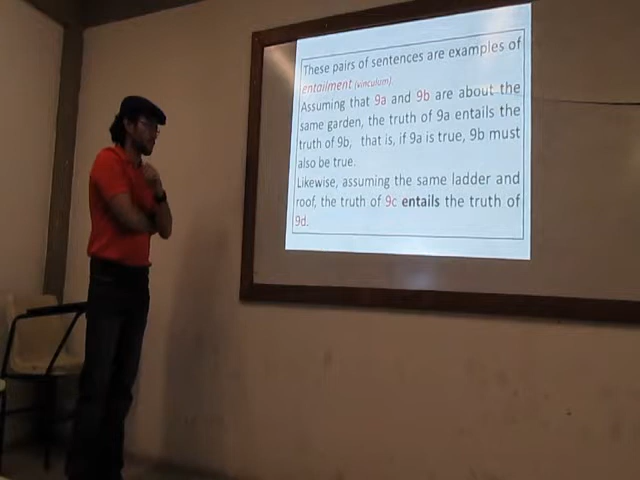 These pairs of sentences are examples of
entailment (vinculum).
Assuming that 9a and 9b are about the
same garden, the truth of 9a entails the
truth of 9b, that is, if 9a is true, 9b must
also be true.
Likewise, assuming the same ladder and
roof, the truth of 9c entails the truth of
9d.